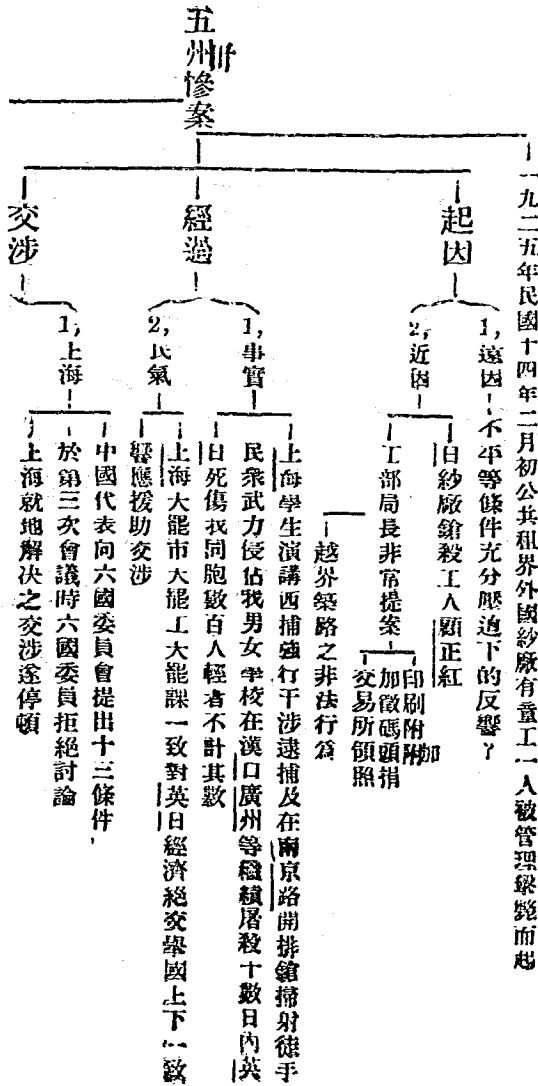 五卅慘案
一九二五年民國十四年二月初公共租界外國紗廠有童工一人被管理毆斃而起
起因
1,遠因
不平等條件充分壓迫下的反響了
2,近因
日紗廠鎗殺工人顧正紅
工部局長非常提案
印刷附加
加徵碼頭捐
交易所領照
越界築路之非法行為
經過
1,事實
上海學生演講西捕強行干涉逮捕及在南京路開排鎗掃射徒手
民衆武力侵佔我男女學校在漢口廣州等繼續屠殺十數日內英
日死傷我同胞數百人輕者不計其數
2,民氣
上海大罷市大罷工大罷課一致對英日經濟絕交舉國上下一致
響應援助交涉
交涉
1,上海
中國代表向六國委員會提出十三條件
於第三次會議時六國委員拒絕討論
上海就地解决之交涉遂停頓